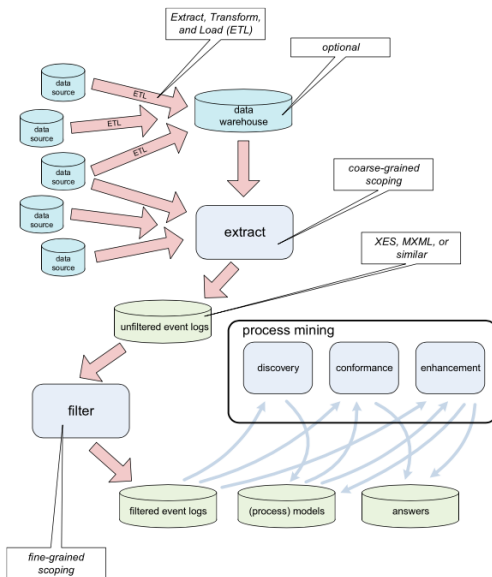 Extract, Transform,
and Load (ETL)
optional
data
source
ETL
data
source
ETL
data
warehouse
data
source
ETL
coarse-grained
scoping
data
source
extract
data
source
XES, MXML, or
similar
unfiltered event logs
process mining
discovery
conformance
enhancement
filter
filtered event logs
(process) models
answers
fine-grained
scoping